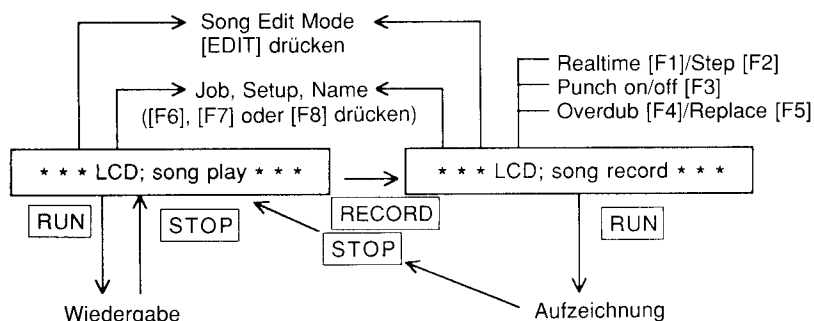 Song Edit Mode
[EDIT] drücken
Job, Setup, Name
([F6], [F7] oder [F8] drücken)
Realtime [F1]/Step [F2]
Punch on/off [F3]
Overdub [F4]/Replace [F5]
* * * LCD; song play * * *
* * * LCD; song record * * *
RUN
STOP
RECORD
STOP
RUN
Wiedergabe
Aufzeichnung